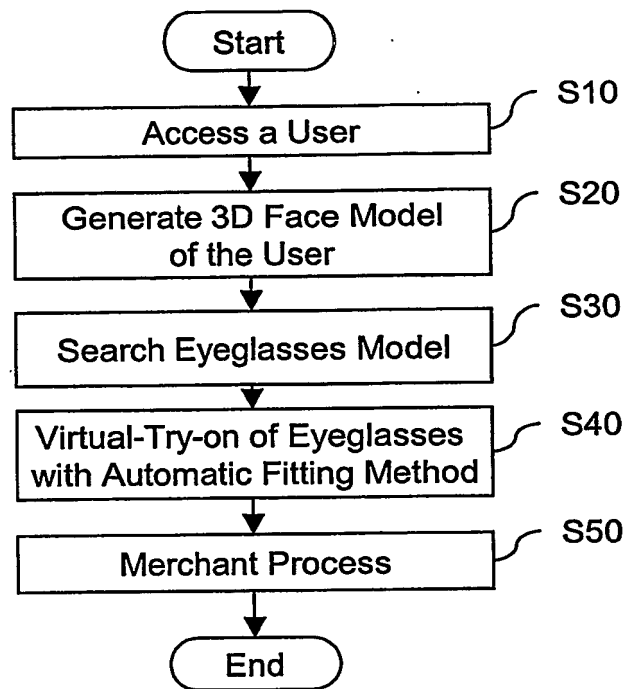 Start
S10
Access a User
S20
Generate 3D Face Model
of the User
S30
Search Eyeglasses Model
S40
Virtual-Try-on of Eyeglasses
with Automatic Fitting Method
S50
Merchant Process
End